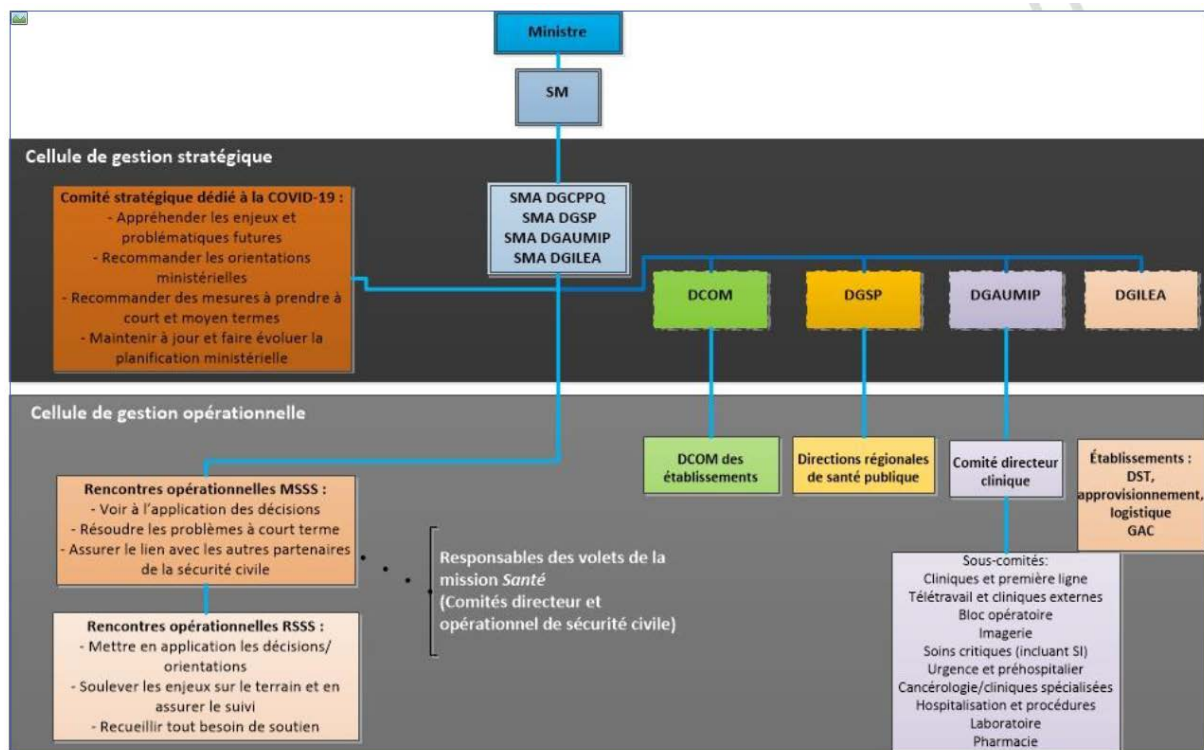 Ministre
SM
Cellule de gestion stratégique
Comité stratégique dédié à la COVID-19 :
- Appréhender les enjeux et
problématiques futures
- Recommander les orientations
ministérielles
- Recommander des mesures à prendre à
court et moyen termes
- Maintenir à jour et faire évoluer la
planification ministérielle
SMA DGCPPQ
SMA DGSP
SMA DGAUMIP
SMA DGILEA
DCOM
DGSP
DGAUMIP
DGILEA
Cellule de gestion opérationnelle
Rencontres opérationnelles MSSS :
- Voir à l'application des décisions
- Résoudre les problèmes à court terme
- Assurer le lien avec les autres partenaires
de la sécurité civile
Rencontres opérationnelles RSSS :
- Mettre en application les décisions/
orientations
- Soulever les enjeux sur le terrain et en
assurer le suivi
- Recueillir tout besoin de soutien
Responsables des volets de la
mission Santé
(Comités directeur et
opérationnel de sécurité civile)
DCOM des
établissements
Directions régionales
de santé publique
Comité directeur
clinique
Établissements :
DST,
approvisionnement,
logistique
GAC
Sous-comités:
Cliniques et première ligne
Télétravail et cliniques externes
Bloc opératoire
Imagerie
Soins critiques (incluant SI)
Urgence et préhospitalier
Cancérologie/cliniques spécialisées
Hospitalisation et procédures
Laboratoire
Pharmacie